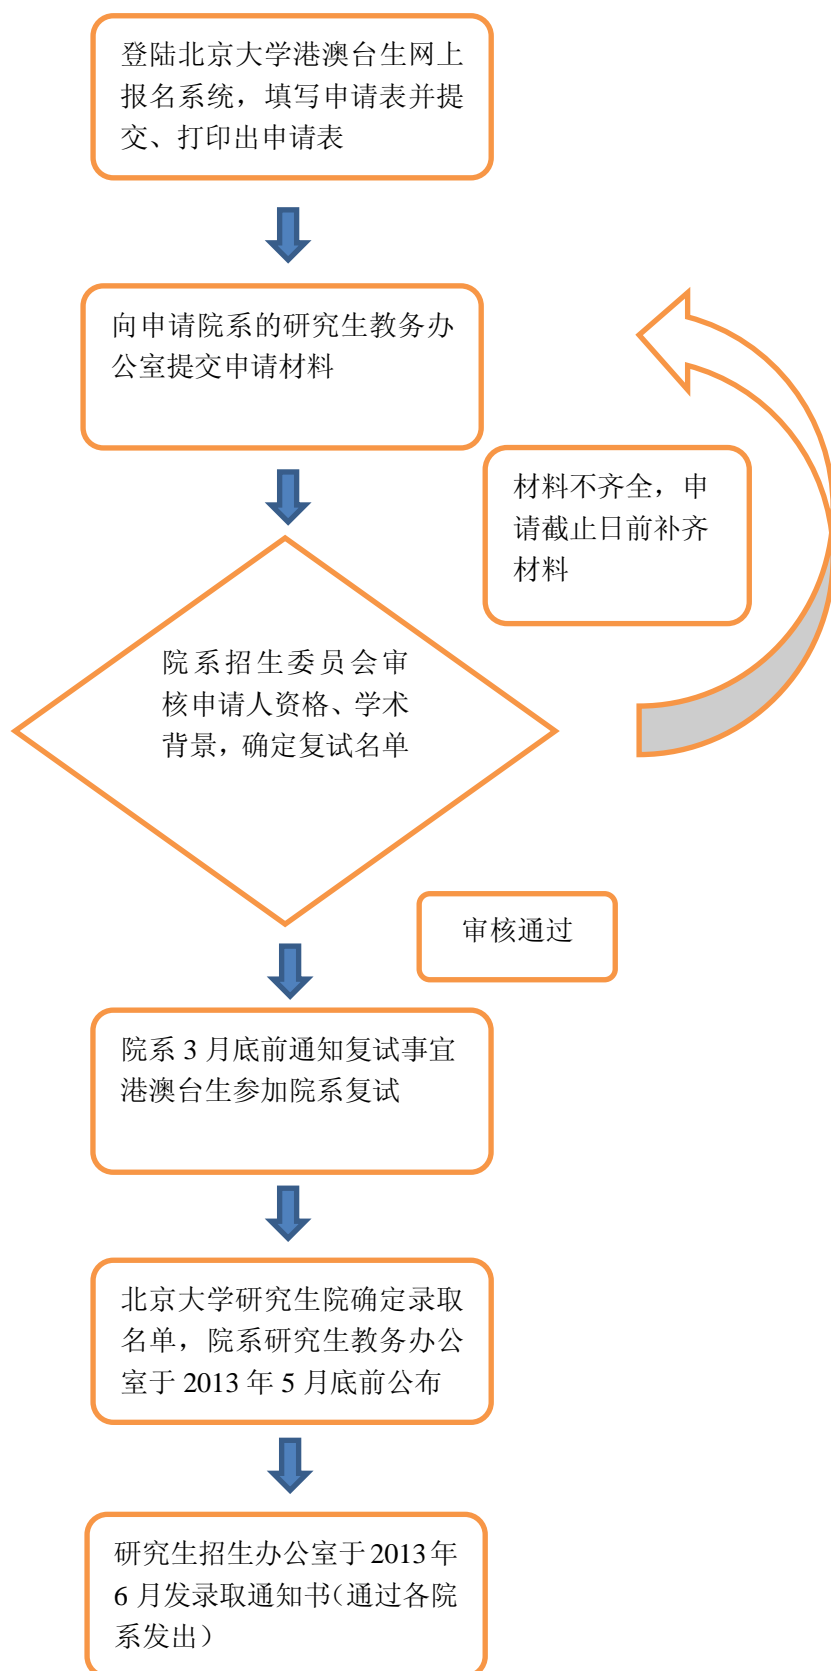 登陆北京大学港澳台生网上
报名系统，填写申请表并提
交、打印出申请表
向申请院系的研究生教务办
公室提交申请材料
材料不齐全，申
请截止日前补齐
材料
院系招生委员会审
核申请人资格、学术
背景，确定复试名单
审核通过
院系 3 月底前通知复试事宜
港澳台生参加院系复试
北京大学研究生院确定录取
名单，院系研究生教务办公
室于 2013 年 5 月底前公布
研究生招生办公室于 2013 年
6 月发录取通知书（通过各院
系发出）